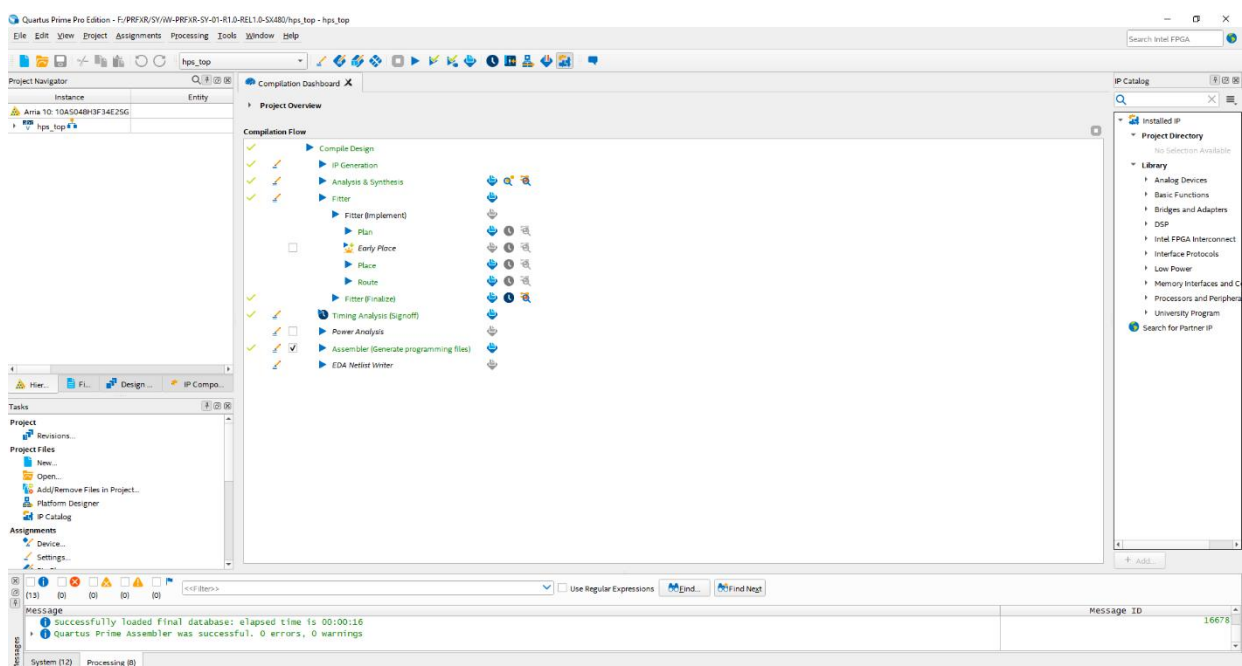 Quartus Prime Pro Edition - F:/PRFXR/SY/iW-PRFXR-SY-01-R1.0-REL1.0-SX480/hps_top - hps_top
File Edit View Project Assignments Processing Tools Window Help
Search Intel FPGA
hps_top
Project Navigator
Instance Entity
Arria 10: 10AS048H3F34E2SG
hps_top
Hier... Fi... Design ... IP Compo...
Tasks
Project
Revisions...
Project Files
New...
Open...
Add/Remove Files in Project...
Platform Designer
IP Catalog
Assignments
Device...
Settings...
Compilation Dashboard X
Project Overview
Compilation Flow
Compile Design
IP Generation
Analysis & Synthesis
Fitter
Fitter (Implement)
Plan
Early Place
Place
Route
Fitter (Finalize)
Timing Analysis (Signoff)
Power Analysis
Assembler (Generate programming files)
EDA Netlist Writer
IP Catalog
Installed IP
Project Directory
No Selection Available
Library
Analog Devices
Basic Functions
Bridges and Adapters
DSP
Intel FPGA Interconnect
Interface Protocols
Low Power
Memory Interfaces and C
Processors and Periphera
University Program
Search for Partner IP
+ Add...
(13) (0) (0) (0) (0)
<<Filter>>
Use Regular Expressions
Find...
Find Next
Message Message ID
Successfully loaded final database: elapsed time is 00:00:16 16678
Quartus Prime Assembler was successful. 0 errors, 0 warnings
Messages
System (12) Processing (8)